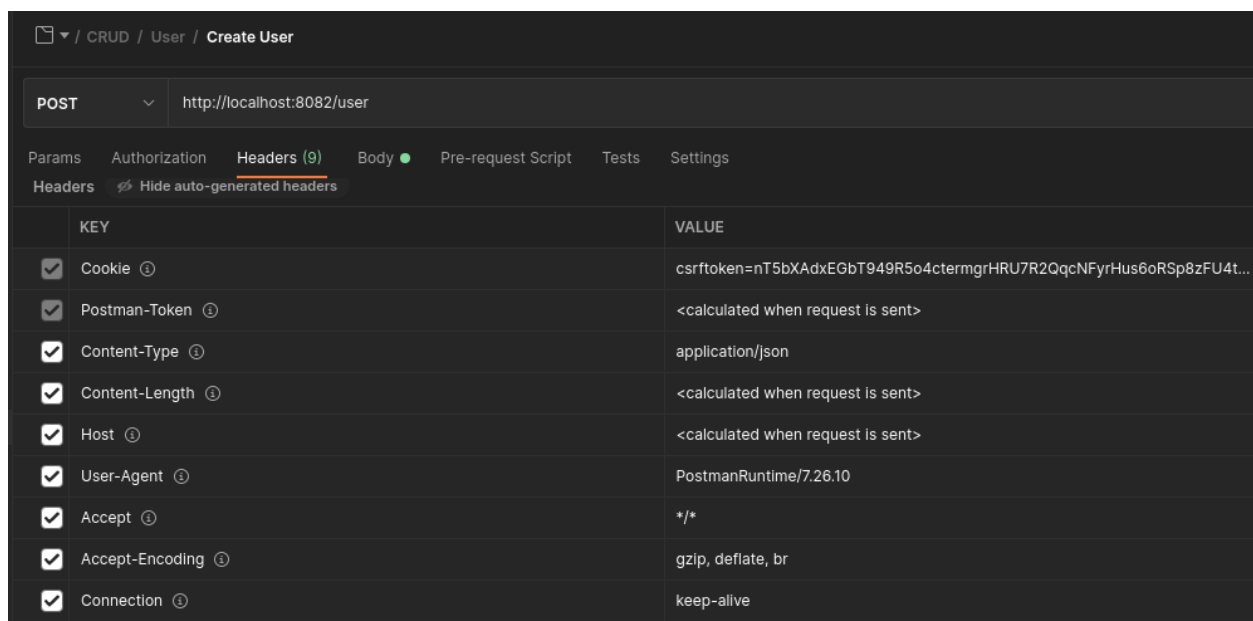 / CRUD / User / Create User
POST http://localhost:8082/user
Params Authorization Headers (9) Body Pre-request Script Tests Settings
Headers Hide auto-generated headers
KEY VALUE
Cookie csrftoken=nT5bXAdxEGbT949R5o4ctermgrHRU7R2QqcNFyrHus6oRSp8zFU4t...
Postman-Token <calculated when request is sent>
Content-Type application/json
Content-Length <calculated when request is sent>
Host <calculated when request is sent>
User-Agent PostmanRuntime/7.26.10
Accept */*
Accept-Encoding gzip, deflate, br
Connection keep-alive